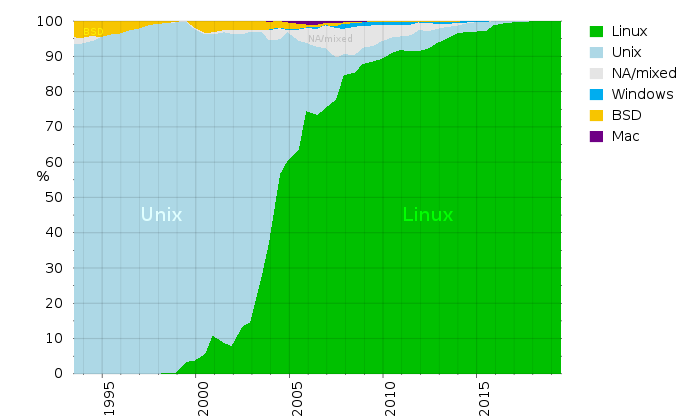 100
90
80
70
60
%
50
40
30
20
10
0
BSD
NA/mixed
Unix
Linux
1995
2000
2005
2010
2015
Linux
Unix
NA/mixed
Windows
BSD
Mac